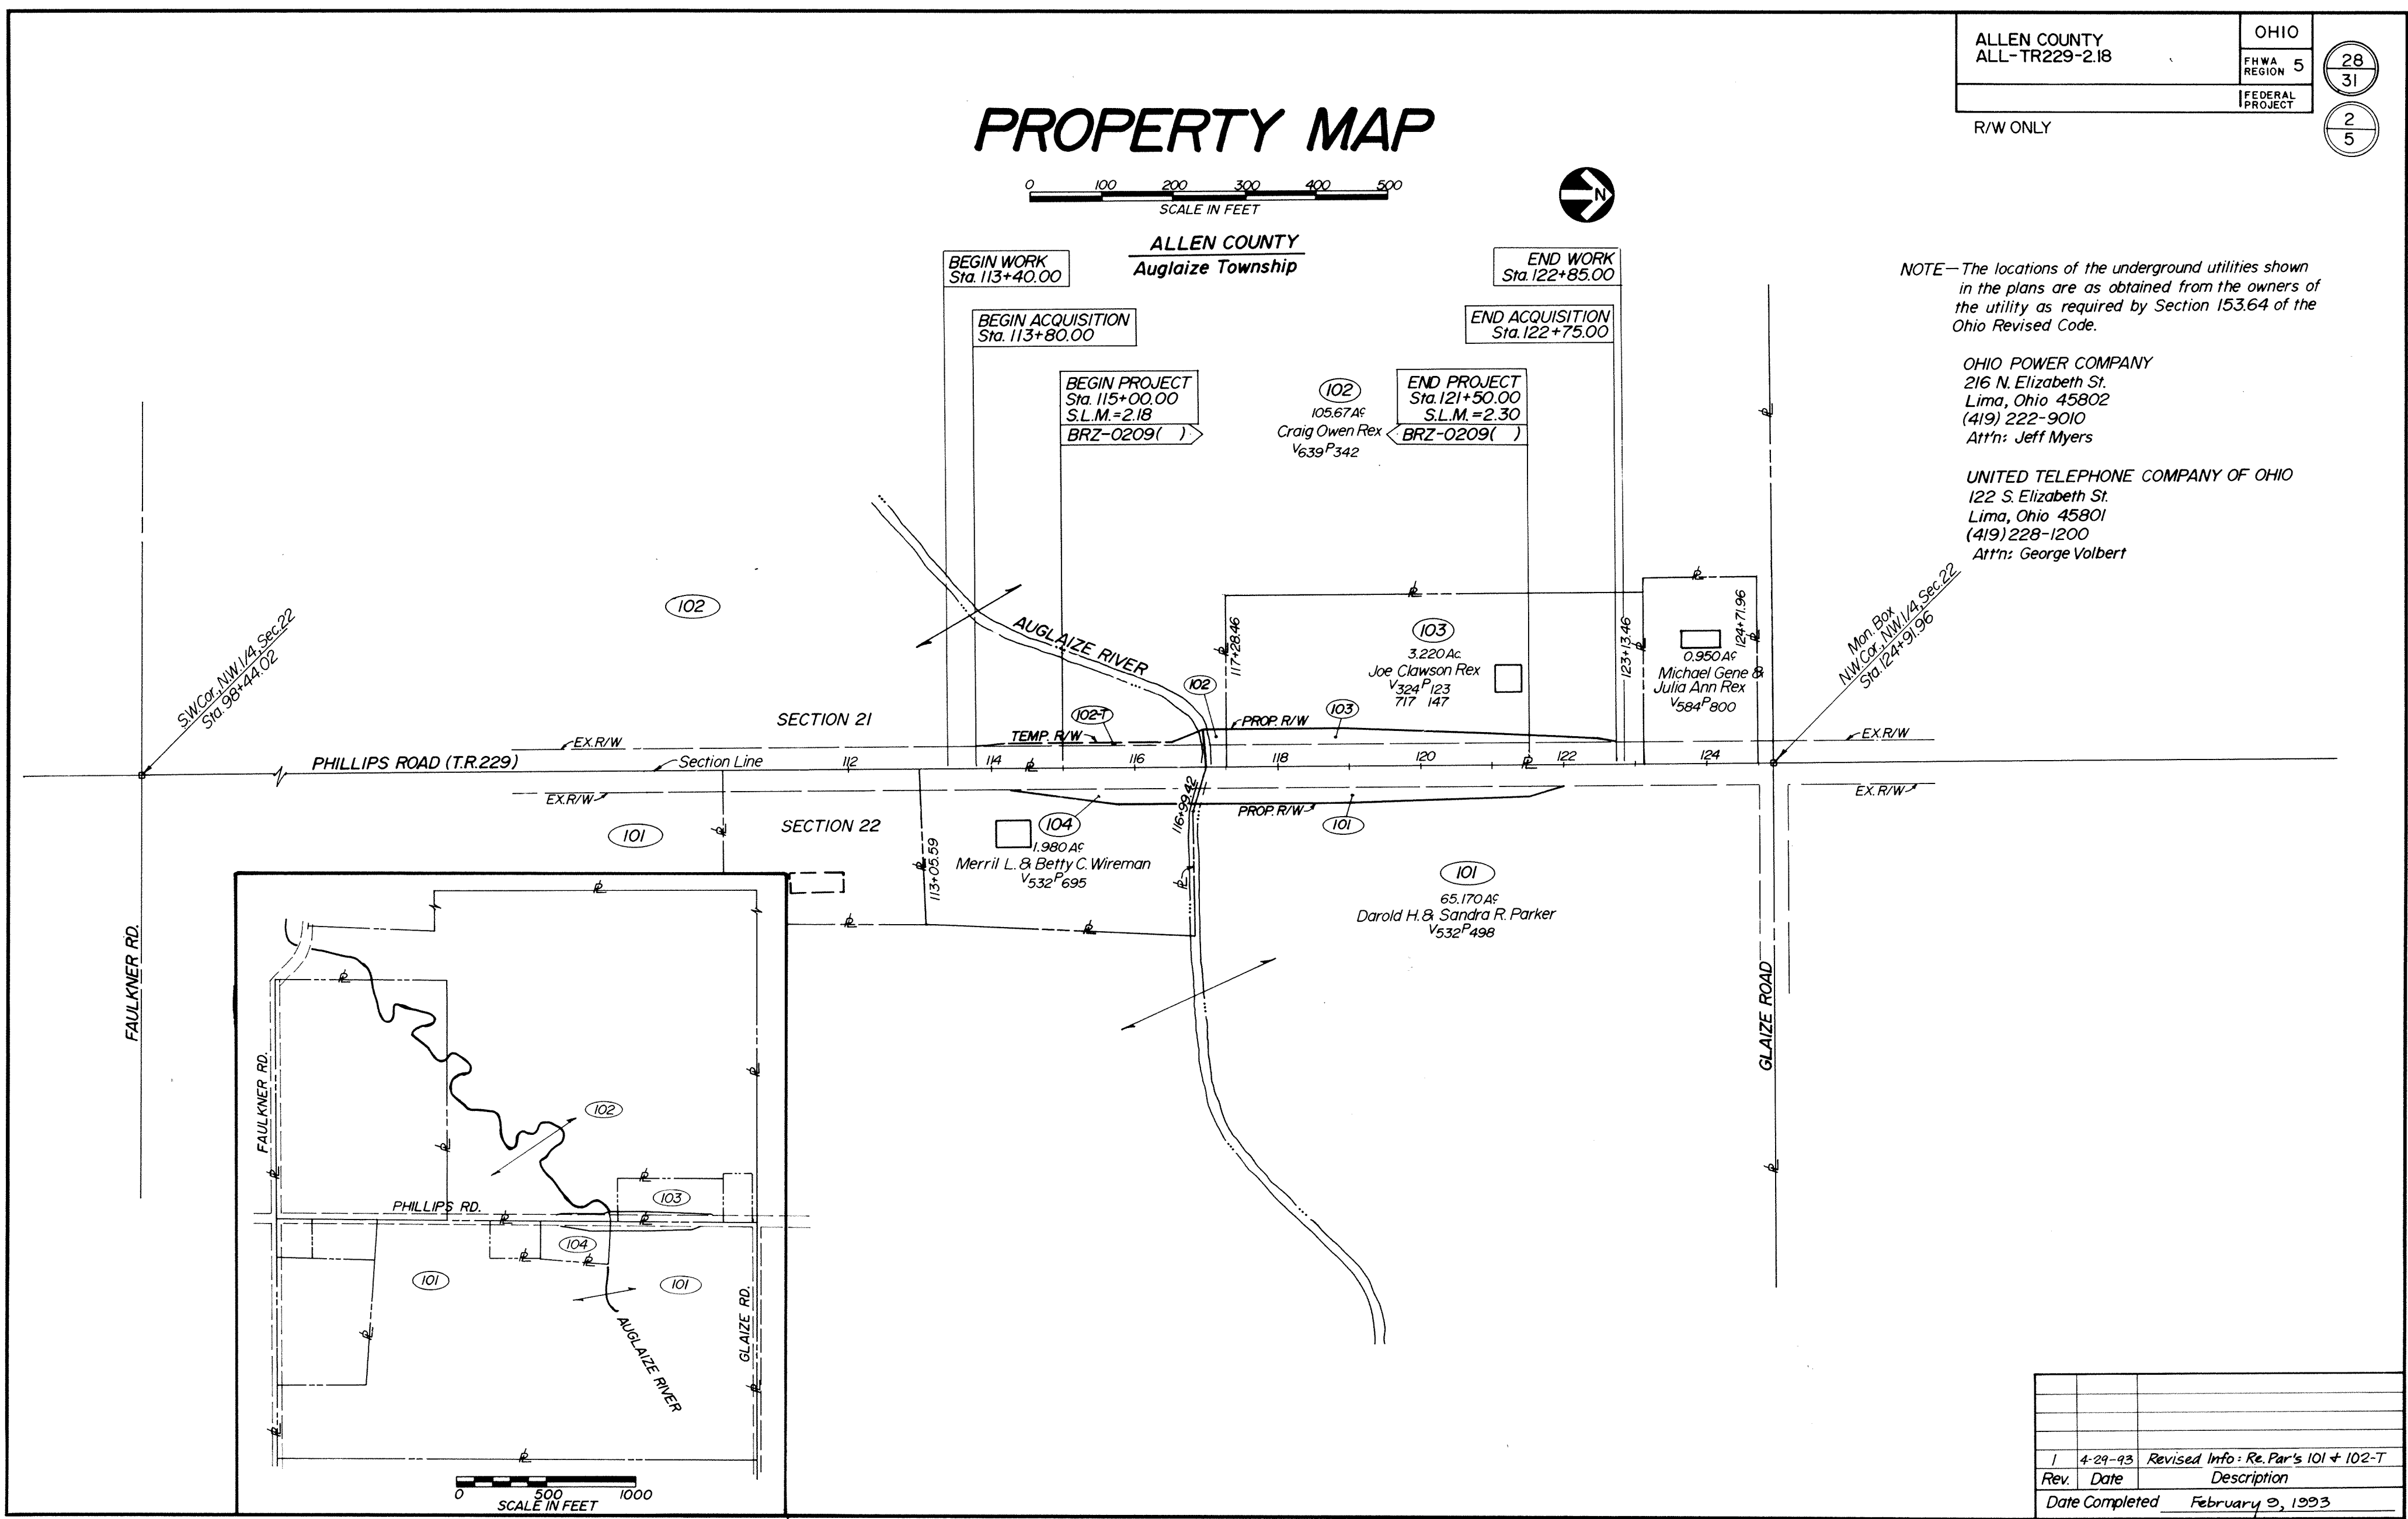 ALLEN COUNTY
ALL-TR229-2.18
OHIO
FHWA REGION 5
FEDERAL PROJECT
28
31
2
5
R/W ONLY
PROPERTY MAP
0 100 200 300 400 500
SCALE IN FEET
N
ALLEN COUNTY
Auglaize Township
BEGIN WORK
Sta. 113+40.00
END WORK
Sta. 122+85.00
BEGIN ACQUISITION
Sta. 113+80.00
END ACQUISITION
Sta. 122+75.00
BEGIN PROJECT
Sta. 115+00.00
S.L.M.=2.18
BRZ-0209( )
END PROJECT
Sta. 121+50.00
S.L.M.=2.30
BRZ-0209( )
102
105.67 Ac
Craig Owen Rex
V639P342
NOTE— The locations of the underground utilities shown
in the plans are as obtained from the owners of
the utility as required by Section 153.64 of the
Ohio Revised Code.
OHIO POWER COMPANY
216 N. Elizabeth St.
Lima, Ohio 45802
(419) 222-9010
Att'n: Jeff Myers
UNITED TELEPHONE COMPANY OF OHIO
122 S. Elizabeth St.
Lima, Ohio 45801
(419) 228-1200
Att'n: George Volbert
S.W.Cor., N.W.1/4, Sec.22
Sta. 98+44.02
102
AUGLAIZE RIVER
117+28.46
103
3.220 Ac.
Joe Clawson Rex
V324P123
717 147
123+13.46
124+71.96
0.950 Ac
Michael Gene &
Julia Ann Rex
V584P800
Mon. Box
N.W.Cor., N.W.1/4, Sec.22
Sta. 124+91.96
SECTION 21
102
102-T
103
TEMP. R/W
PROP. R/W
EX.R/W
EX.R/W
PHILLIPS ROAD (T.R.229)
Section Line
112 114 116 118 120 122 124
EX.R/W
EX.R/W
PROP. R/W
116+99.42
101
SECTION 22
104
101
113+05.59
1.980 Ac
Merril L. & Betty C. Wireman
V532P695
101
65.170 Ac
Darold H. & Sandra R. Parker
V532P498
FAULKNER RD.
GLAIZE ROAD
FAULKNER RD.
102
103
PHILLIPS RD.
104
101
101
AUGLAIZE RIVER
GLAIZE RD.
0 500 1000
SCALE IN FEET
1 4-29-93 Revised Info: Re. Par's 101 & 102-T
Rev. Date Description
Date Completed February 9, 1993